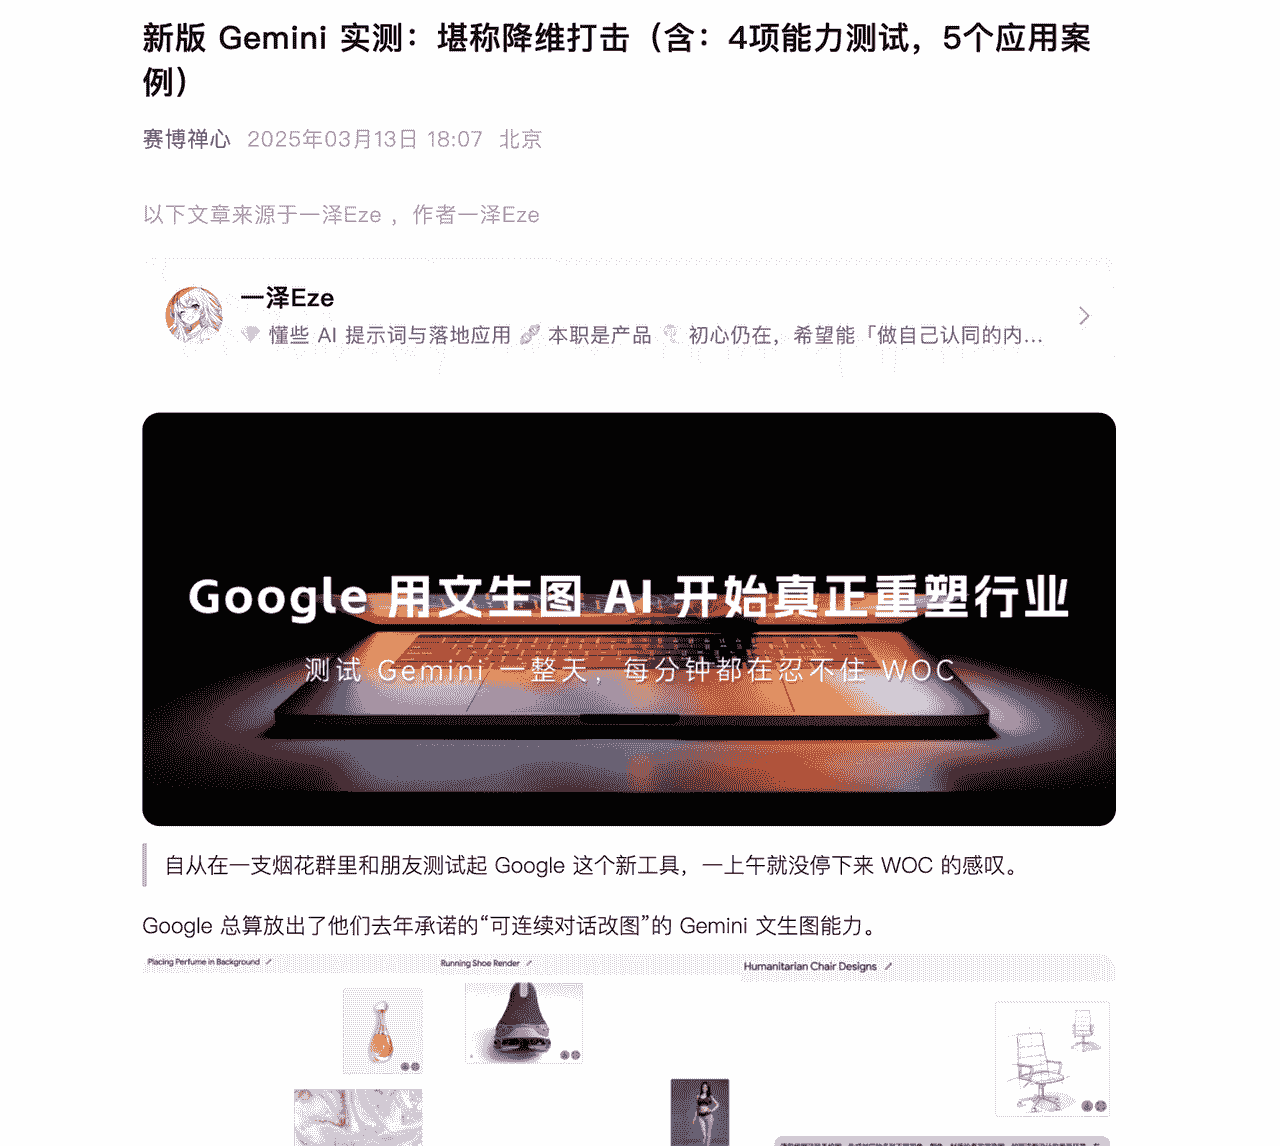 新版 Gemini 实测：堪称降维打击（含：4项能力测试，5个应用案
例）
赛博禅心 2025年03月13日 18:07 北京
以下文章来源于一泽Eze ，作者一泽Eze
一泽Eze
懂些 AI 提示词与落地应用 本职是产品 初心仍在，希望能「做自己认同的内...
Google 用文生图 AI 开始真正重塑行业
测试 Gemini 一整天，每分钟都在忍不住 WOC
自从在一支烟花群里和朋友测试起 Google 这个新工具，一上午就没停下来 WOC 的感叹。
Google 总算放出了他们去年承诺的“可连续对话改图”的 Gemini 文生图能力。
Placing Perfume in Background
Running Shoe Render
Humanitarian Chair Designs